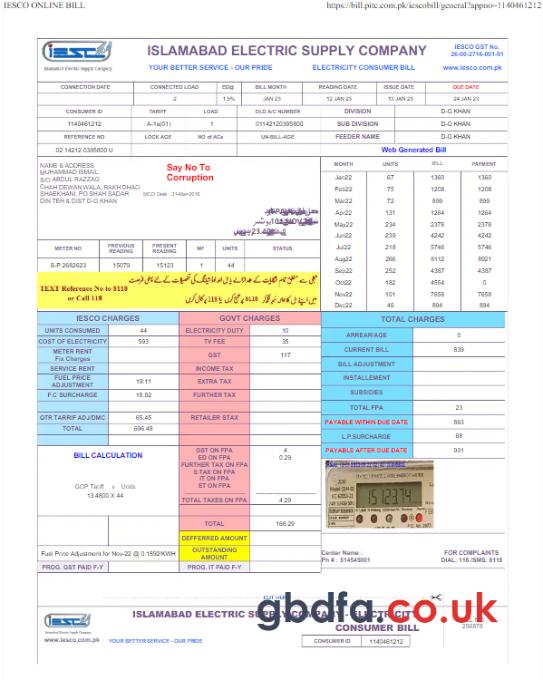 IESCO ONLINE BILL
https://bill.pitc.com.pk/iescobill/general?appno=1140461212
iesco
Islamabad Electric Supply Company
ISLAMABAD ELECTRIC SUPPLY COMPANY
YOUR BETTER SERVICE - OUR PRIDE
ELECTRICITY CONSUMER BILL
IESCO GST No.
26-00-2716-001-01
www.iesco.com.pk
CONNECTION DATE CONNECTED LOAD ED@ BILL MONTH READING DATE ISSUE DATE DUE DATE
2 1.5% JAN 23 12 JAN 23 13 JAN 23 24 JAN 23
CONSUMER ID TARIFF LOAD OLD A/C NUMBER DIVISION D-G KHAN
1140461212 A-1a(01) 1 01142120395800 SUB DIVISION D-G KHAN
REFERENCE NO LOCK AGE NO of ACs UN-BILL-AGE FEEDER NAME D-G KHAN
02 14212 0395800 U
Web Generated Bill
NAME & ADDRESS
MUHAMMAD ISMAIL
S/O ABDUL RAZZAQ
CHAH DEWAN WALA, RAKH DHAO
SHAEKHANI, PO SHAH SADAR
DIN TEH & DIST D-G KHAN
Say No To
Corruption
MCO Date : 31-Mar-2016
MONTH UNITS BILL PAYMENT
Jan22 67 1360 1360
Feb22 75 1208 1208
Mar22 72 899 899
Apr22 131 1264 1264
May22 234 2378 2378
Jun22 239 4242 4242
Jul22 218 5746 5746
Aug22 266 6112 8921
Sep22 252 4387 4387
Oct22 182 4554 0
Nov22 101 7658 7658
Dec22 46 894 894
METER NO PREVIOUS READING PRESENT READING MF UNITS STATUS
S-P 2682623 15079 15123 1 44
TEXT Reference No to 8118
or Call 118
IESCO CHARGES GOVT CHARGES TOTAL CHARGES
UNITS CONSUMED 44
COST OF ELECTRICITY 593
METER RENT
Fix Charges
SERVICE RENT
FUEL PRICE
ADJUSTMENT 19.11
F.C SURCHARGE 18.92
QTR TARRIF ADJ/DMC 65.45
TOTAL 696.48
ELECTRICITY DUTY 10
TV FEE 35
GST 117
INCOME TAX
EXTRA TAX
FURTHER TAX
RETAILER STAX
ARREAR/AGE 0
CURRENT BILL 839
BILL ADJUSTMENT
INSTALLEMENT
SUBSIDIES
TOTAL FPA 23
PAYABLE WITHIN DUE DATE 863
L.P.SURCHARGE 68
PAYABLE AFTER DUE DATE 931
BILL CALCULATION
GOP Tariff x Units
13.4800 X 44
GST ON FPA 4
ED ON FPA 0.29
FURTHER TAX ON FPA
S.TAX ON FPA
IT ON FPA
ET ON FPA
TOTAL TAXES ON FPA 4.29
TOTAL 166.29
DEFFERRED AMOUNT
OUTSTANDING
AMOUNT
Fuel Price Adjustment for Nov-22 @ 0.1892/KWH
PROG. GST PAID F-Y PROG. IT PAID F-Y
Center Name :
Ph # : 514545001
FOR COMPLAINTS
DIAL: 118 /SMS: 8118
iesco
Islamabad Electric Supply Company
www.iesco.com.pk YOUR BETTER SERVICE - OUR PRIDE
ISLAMABAD ELECTRIC SUPPLY COMPANY - ELECTRICITY
CONSUMER BILL
CONSUMER ID 1140461212
gbdfa.co.uk